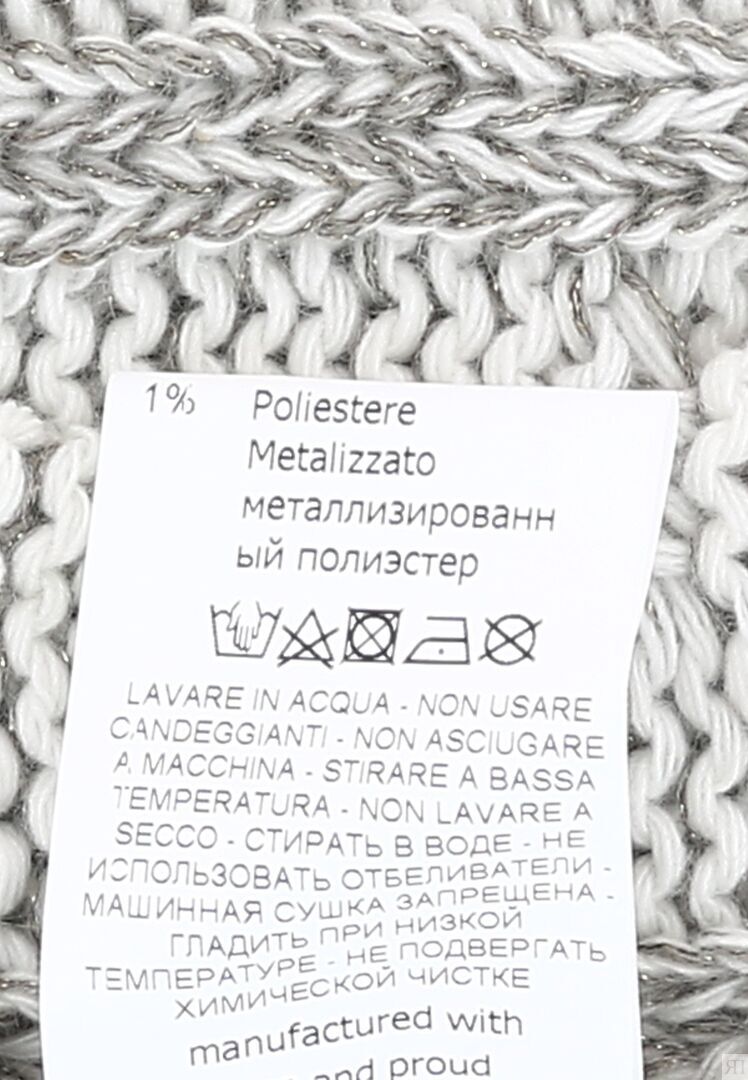 1% Poliestere
Metalizzato
металлизированн
ый полиэстер
LAVARE IN ACQUA - NON USARE
CANDEGGIANTI - NON ASCIUGARE
A MACCHINA - STIRARE A BASSA
TEMPERATURA - NON LAVARE A
SECCO - СТИРАТЬ В ВОДЕ - НЕ
ИСПОЛЬЗОВАТЬ ОТБЕЛИВАТЕЛИ -
МАШИННАЯ СУШКА ЗАПРЕЩЕНА -
ГЛАДИТЬ ПРИ НИЗКОЙ
ТЕМПЕРАТУРЕ - НЕ ПОДВЕРГАТЬ
ХИМИЧЕСКОЙ ЧИСТКЕ
manufactured with
and proud